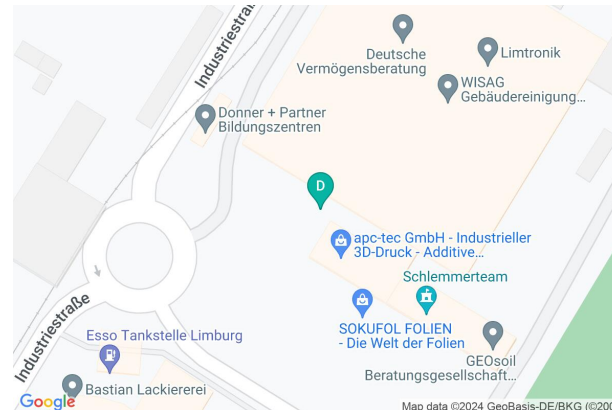 Industriestraße
Deutsche
Vermögensberatung
Limtronik
WISAG
Gebäudereinigung...
Donner + Partner
Bildungszentren
D
apc-tec GmbH - Industrieller
3D-Druck - Additive...
Schlemmerteam
SOKUFOL FOLIEN
- Die Welt der Folien
GEOsoil
Beratungsgesellschaft...
Industriestraße
Esso Tankstelle Limburg
Bastian Lackiererei
Google
Map data ©2024 GeoBasis-DE/BKG (©200